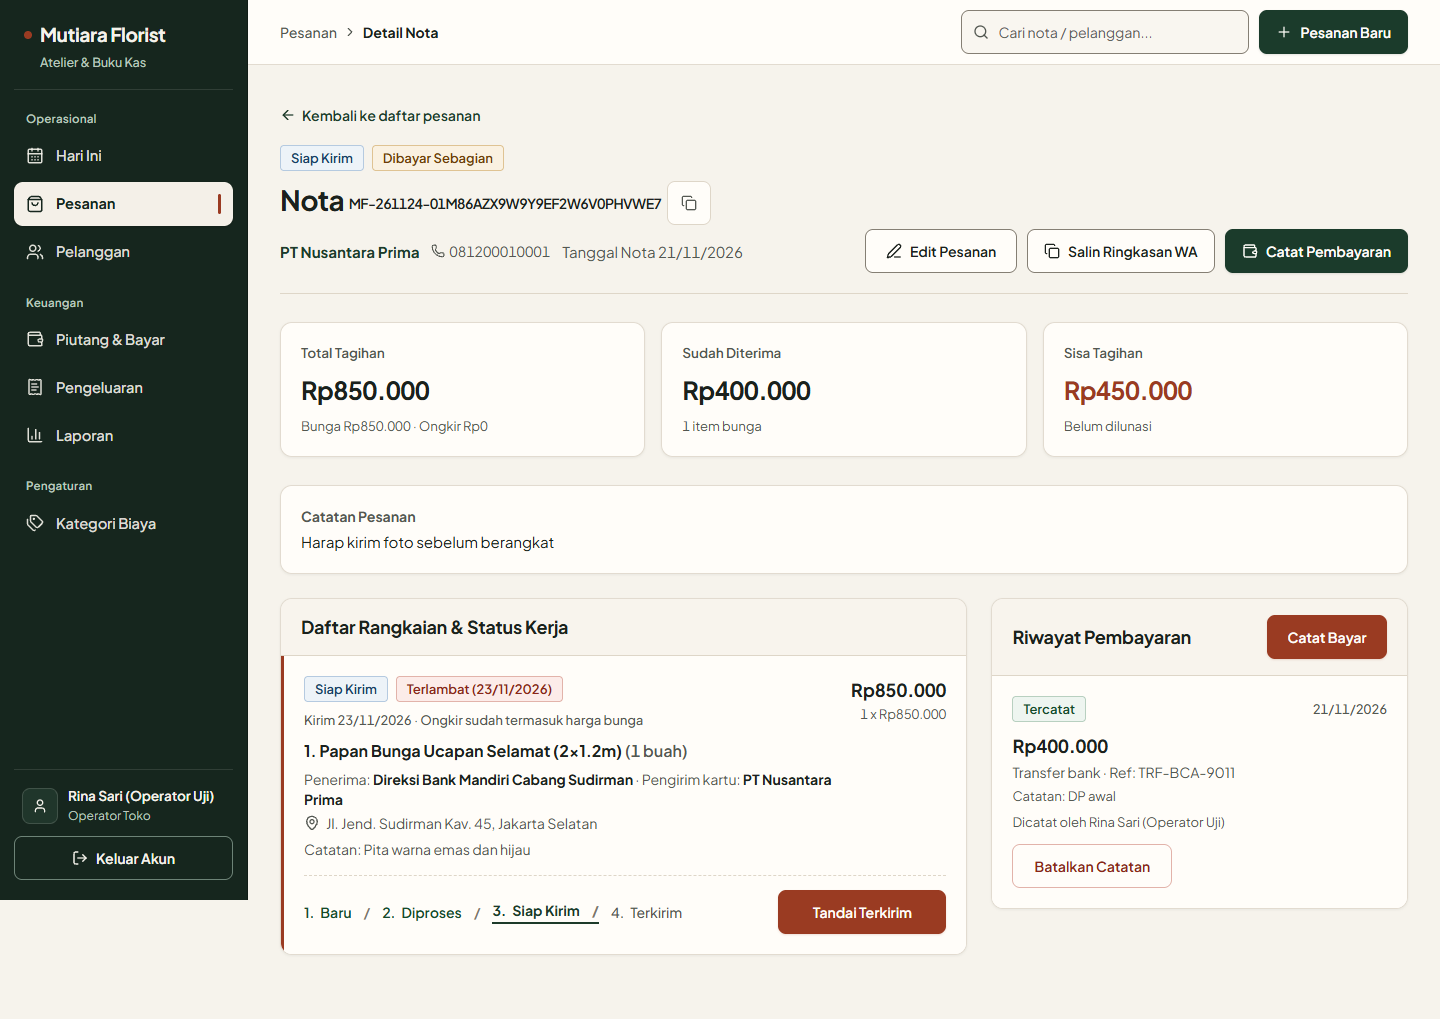 Mutiara Florist
Atelier & Buku Kas
Operasional
Hari Ini
Pesanan
Pelanggan
Keuangan
Piutang & Bayar
Pengeluaran
Laporan
Pengaturan
Kategori Biaya
Rina Sari (Operator Uji)
Operator Toko
Keluar Akun
Pesanan > Detail Nota
Cari nota / pelanggan...
+ Pesanan Baru
Kembali ke daftar pesanan
Siap Kirim
Dibayar Sebagian
Nota MF-261124-01M86AZX9W9Y9EF2W6V0PHVWE7
PT Nusantara Prima 081200010001 Tanggal Nota 21/11/2026
Edit Pesanan
Salin Ringkasan WA
Catat Pembayaran
Total Tagihan
Rp850.000
Bunga Rp850.000 · Ongkir Rp0
Sudah Diterima
Rp400.000
1 item bunga
Sisa Tagihan
Rp450.000
Belum dilunasi
Catatan Pesanan
Harap kirim foto sebelum berangkat
Daftar Rangkaian & Status Kerja
Siap Kirim
Terlambat (23/11/2026)
Rp850.000
1 x Rp850.000
Kirim 23/11/2026 · Ongkir sudah termasuk harga bunga
1. Papan Bunga Ucapan Selamat (2×1.2m) (1 buah)
Penerima: Direksi Bank Mandiri Cabang Sudirman · Pengirim kartu: PT Nusantara
Prima
Jl. Jend. Sudirman Kav. 45, Jakarta Selatan
Catatan: Pita warna emas dan hijau
1. Baru / 2. Diproses / 3. Siap Kirim / 4. Terkirim
Tandai Terkirim
Riwayat Pembayaran
Catat Bayar
Tercatat
21/11/2026
Rp400.000
Transfer bank · Ref: TRF-BCA-9011
Catatan: DP awal
Dicatat oleh Rina Sari (Operator Uji)
Batalkan Catatan